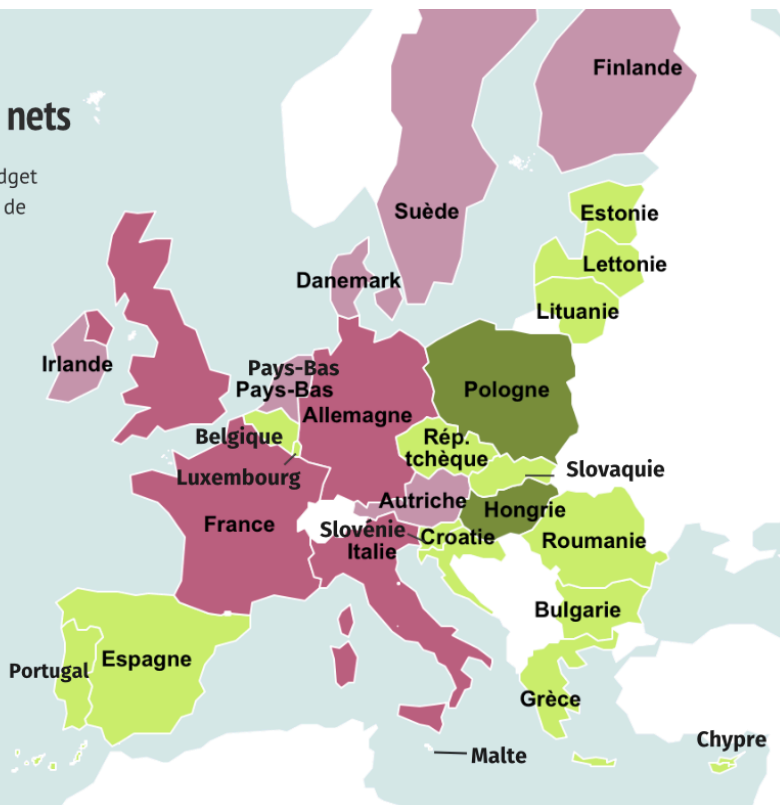 nets
dget
de
Finlande
Suède
Estonie
Lettonie
Lituanie
Danemark
Irlande
Pays-Bas
Pays-Bas
Allemagne
Pologne
Belgique
Rép.
tchèque
Luxembourg
Slovaquie
Autriche
Hongrie
France
Slovénie
Croatie
Italie
Roumanie
Bulgarie
Portugal
Espagne
Grèce
Malte
Chypre